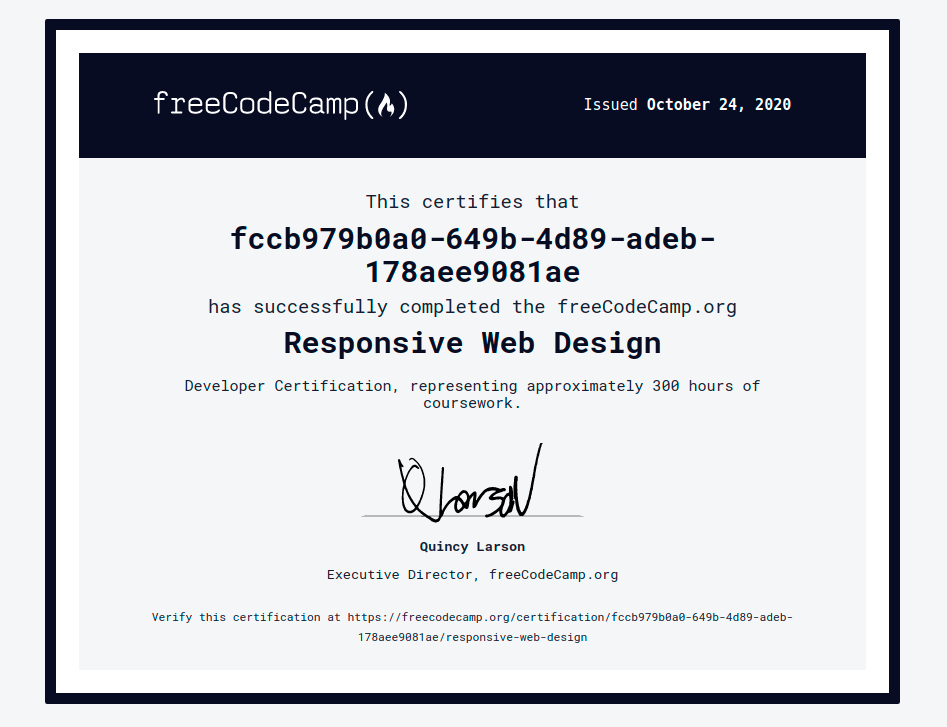 freeCodeCamp(🔥)
Issued October 24, 2020
This certifies that
fccb979b0a0-649b-4d89-adeb-
178aee9081ae
has successfully completed the freeCodeCamp.org
Responsive Web Design
Developer Certification, representing approximately 300 hours of
coursework.
Q Larson
Quincy Larson
Executive Director, freeCodeCamp.org
Verify this certification at https://freecodecamp.org/certification/fccb979b0a0-649b-4d89-adeb-
178aee9081ae/responsive-web-design